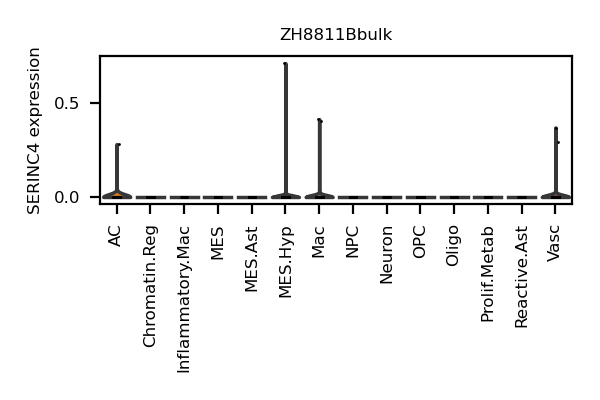 ZH8811Bbulk
SERINC4 expression
0.5
0.0
AC
Chromatin.Reg
Inflammatory.Mac
MES
MES.Ast
MES.Hyp
Mac
NPC
Neuron
OPC
Oligo
Prolif.Metab
Reactive.Ast
Vasc